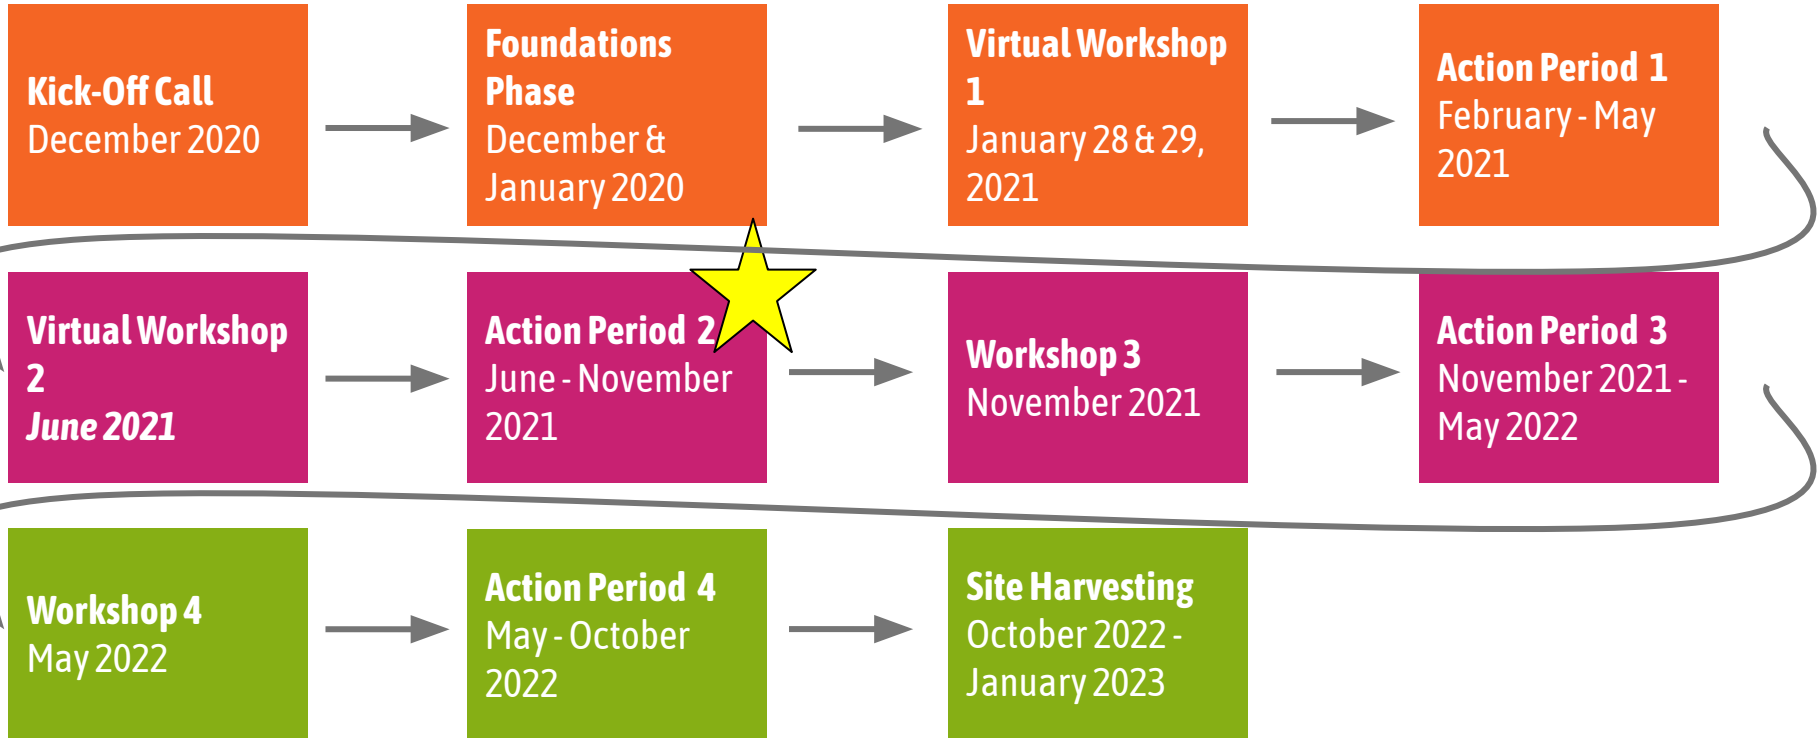 Kick-Off Call
December 2020
Foundations
Phase
December &
January 2020
Virtual Workshop
1
January 28 & 29,
2021
Action Period 1
February - May
2021
Virtual Workshop
2
June 2021
Action Period 2
June - November
2021
Workshop 3
November 2021
Action Period 3
November 2021 -
May 2022
Workshop 4
May 2022
Action Period 4
May - October
2022
Site Harvesting
October 2022 -
January 2023